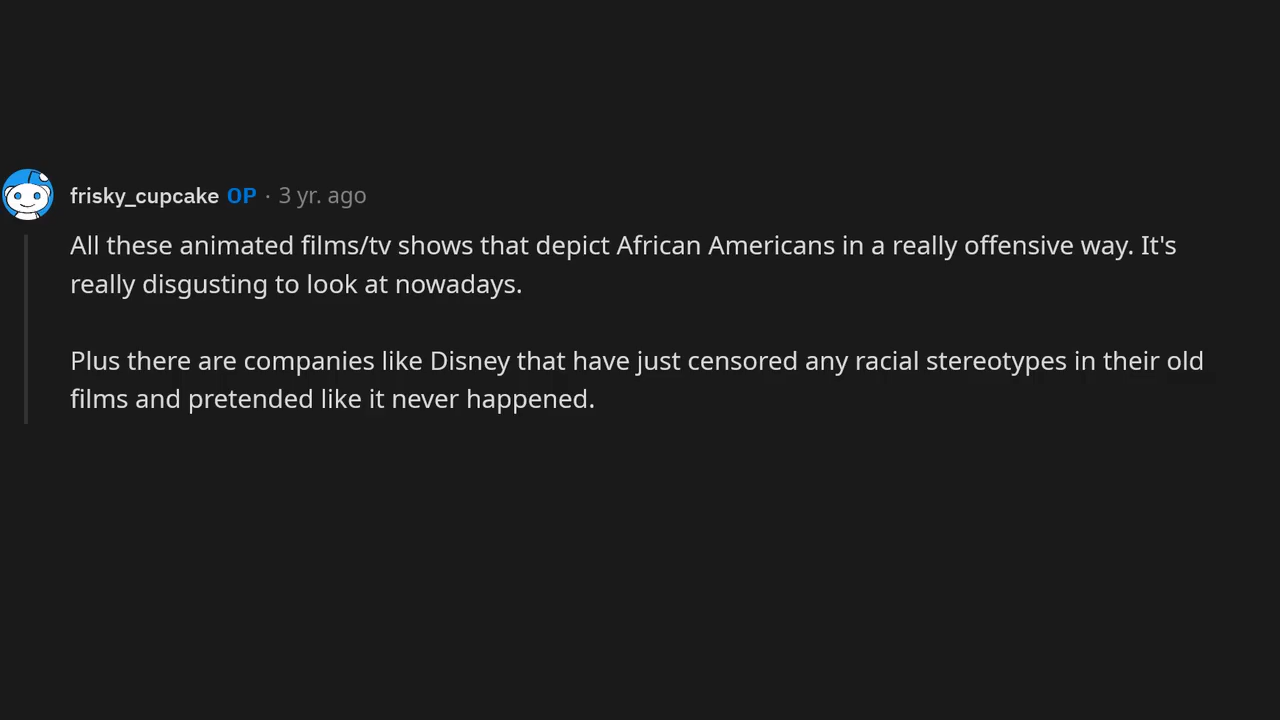 frisky_cupcake OP · 3 yr. ago
All these animated films/tv shows that depict African Americans in a really offensive way. It's
really disgusting to look at nowadays.
Plus there are companies like Disney that have just censored any racial stereotypes in their old
films and pretended like it never happened.